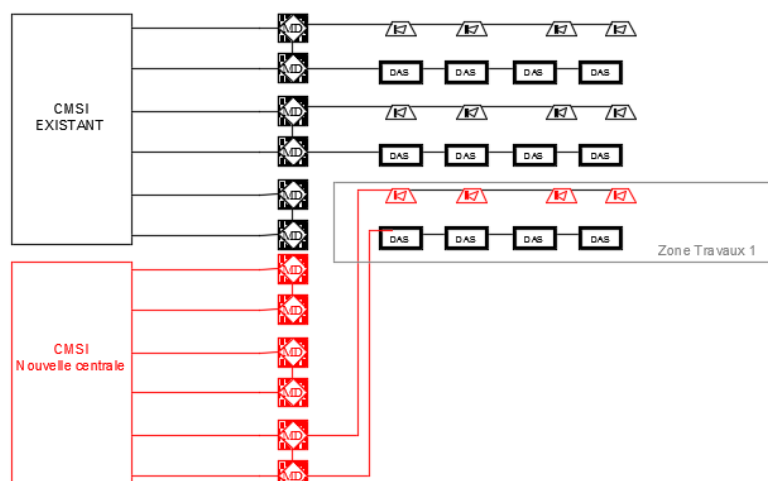 CMSI
EXISTANT
DAS DAS DAS DAS
DAS DAS DAS DAS
DAS DAS DAS DAS
Zone Travaux 1
CMSI
Nouvelle centrale